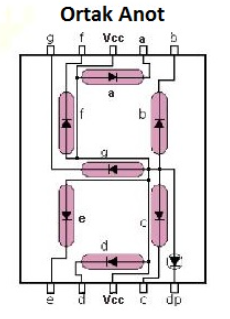 Ortak Anot
g f Vcc a b
a
f b
g
e c
d
e d Vcc c dp